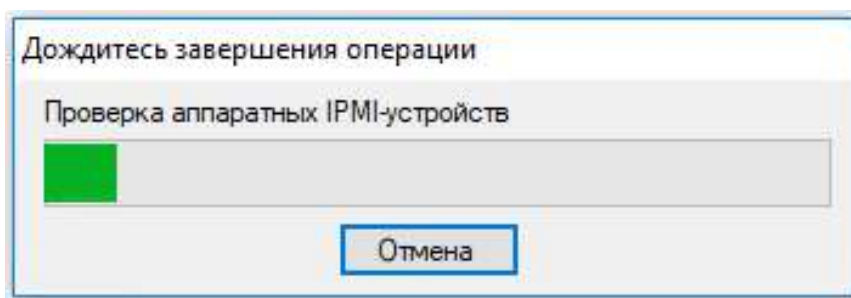 Дождитесь завершения операции
Проверка аппаратных IPMI-устройств
Отмена